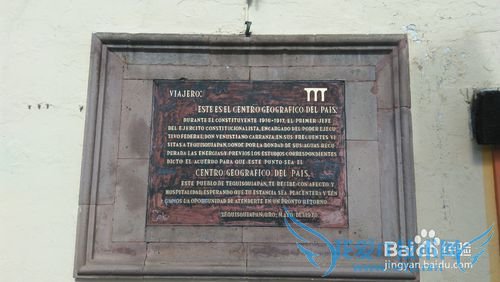 VIAJERO:
ESTE ES EL CENTRO GEOGRAFICO DEL PAIS.
DURANTE EL CONSTITUYENTE 1916-1917, EL PRIMER JEFE
DEL EJERCITO CONSTITUCIONALISTA, ENCARGADO DEL PODER EJECU-
TIVO FEDERAL; DON VENUSTIANO CARRANZA; EN SUS FRECUENTES VI
SITAS A TEQUISQUIAPAN, DONDE POR LA BONDAD DE SUS AGUAS RECU-
PERABA LAS ENERGIAS Y PREVIOS LOS ESTUDIOS CORRESPONDIENTES
DICTO EL ACUERDO PARA QUE ESTE PUNTO SEA EL
CENTRO GEOGRAFICO DEL PAIS.
ESTE PUEBLO DE TEQUISQUIAPAN, TE RECIBE CON AFECTO Y
HOSPITALIDAD; ESPERANDO QUE TU ESTANCIA SEA PLACENTERA Y TEN
GAMOS LA OPORTUNIDAD DE ATENDERTE EN UN PRONTO RETORNO.
TEQUISQUIAPAN, QRO; MAYO DE 1970
Baidu 经验
jingyan.baidu.com